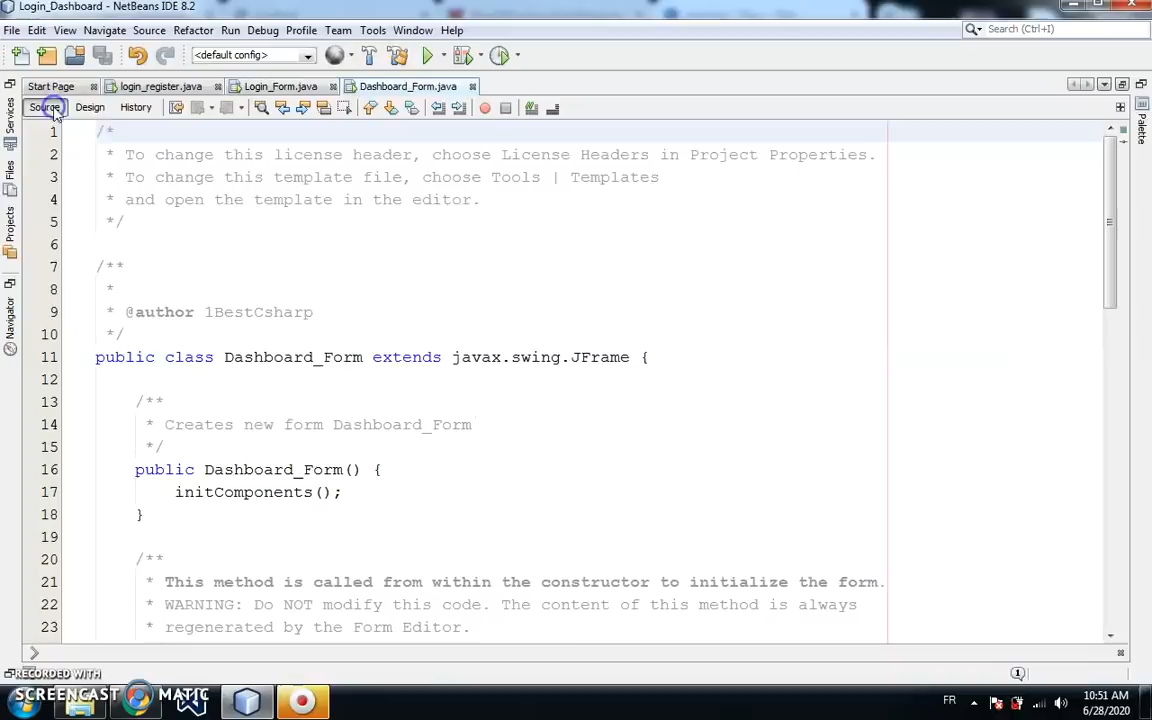 Login_Dashboard - NetBeans IDE 8.2
File Edit View Navigate Source Refactor Run Debug Profile Team Tools Window Help
Search (Ctrl+I)
<default config>
Start Page login_register.java Login_Form.java Dashboard_Form.java
Source Design History
Services
Files
Projects
Navigator
Palette
1 /*
2 * To change this license header, choose License Headers in Project Properties.
3 * To change this template file, choose Tools | Templates
4 * and open the template in the editor.
5 */
6
7 /**
8 *
9 * @author 1BestCsharp
10 */
11 public class Dashboard_Form extends javax.swing.JFrame {
12
13 /**
14 * Creates new form Dashboard_Form
15 */
16 public Dashboard_Form() {
17 initComponents();
18 }
19
20 /**
21 * This method is called from within the constructor to initialize the form.
22 * WARNING: Do NOT modify this code. The content of this method is always
23 * regenerated by the Form Editor.
RECORDED WITH
SCREENCAST MATIC
FR
10:51 AM
6/28/2020